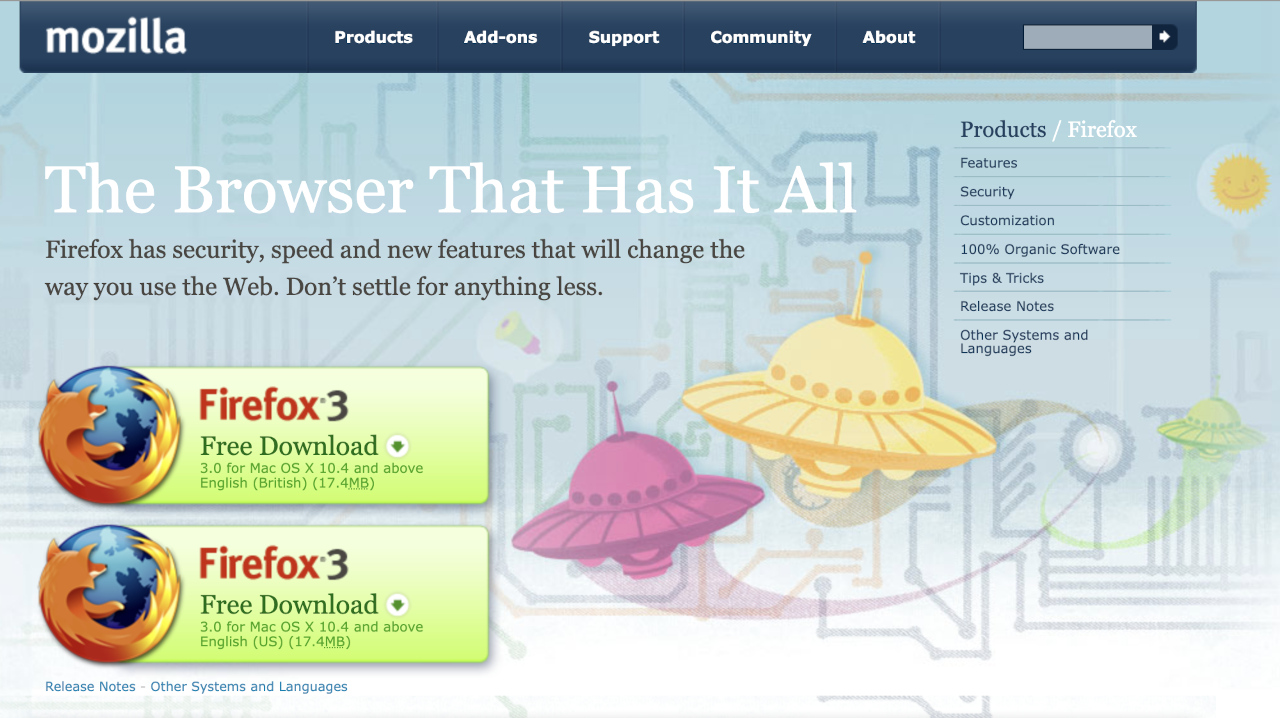 mozilla
Products Add-ons Support Community About
Products / Firefox
Features
Security
Customization
100% Organic Software
Tips & Tricks
Release Notes
Other Systems and
Languages
The Browser That Has It All
Firefox has security, speed and new features that will change the
way you use the Web. Don’t settle for anything less.
Firefox 3
Free Download
3.0 for Mac OS X 10.4 and above
English (British) (17.4MB)
Firefox 3
Free Download
3.0 for Mac OS X 10.4 and above
English (US) (17.4MB)
Release Notes - Other Systems and Languages